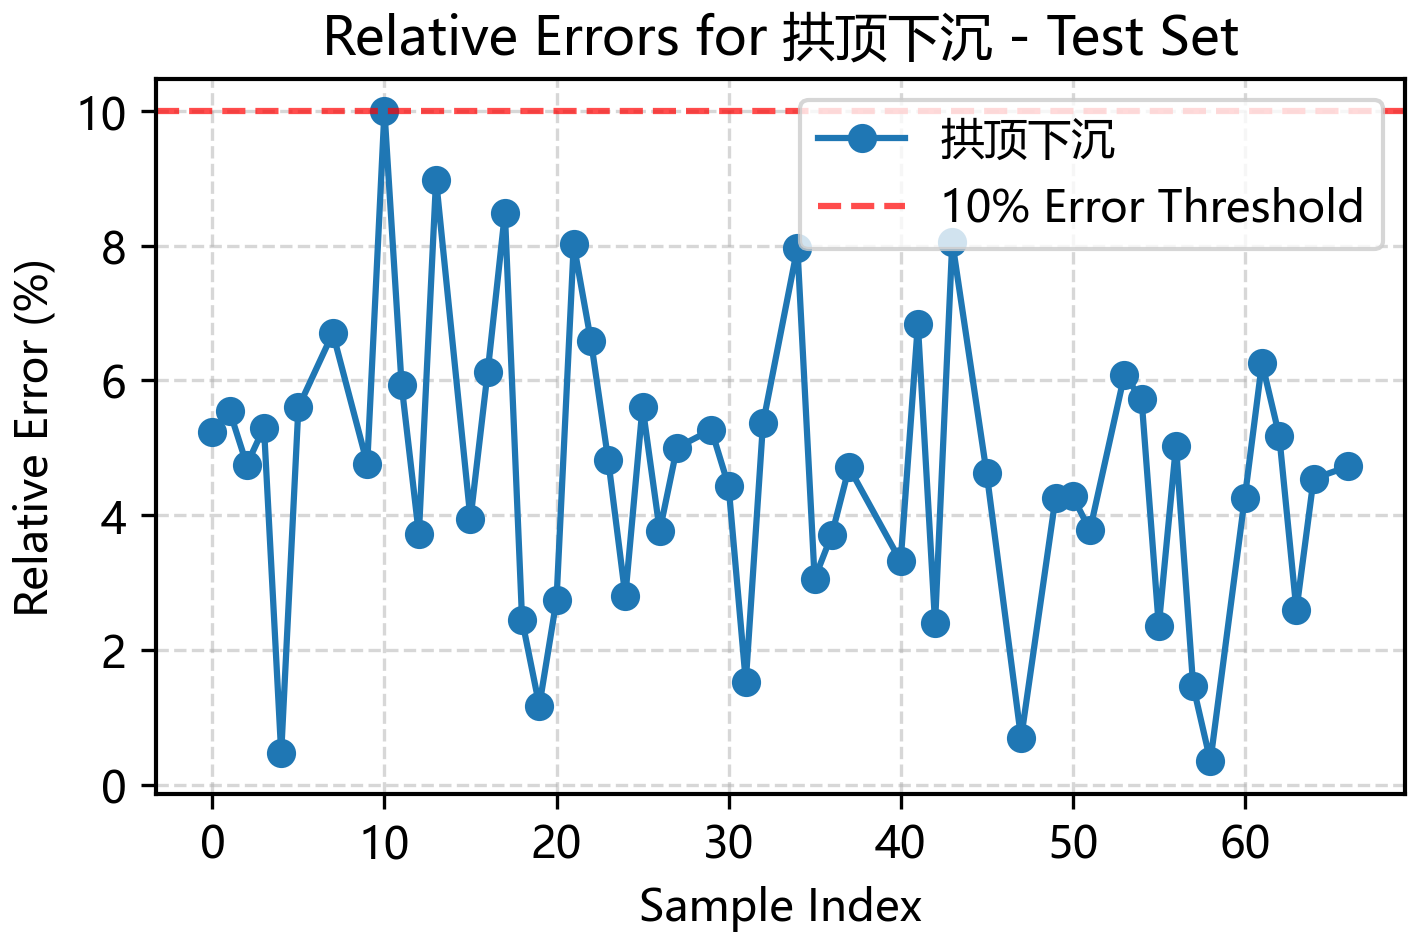 Relative Errors for 拱顶下沉 - Test Set
拱顶下沉
10% Error Threshold
Relative Error (%)
10
8
6
4
2
0
0 10 20 30 40 50 60
Sample Index